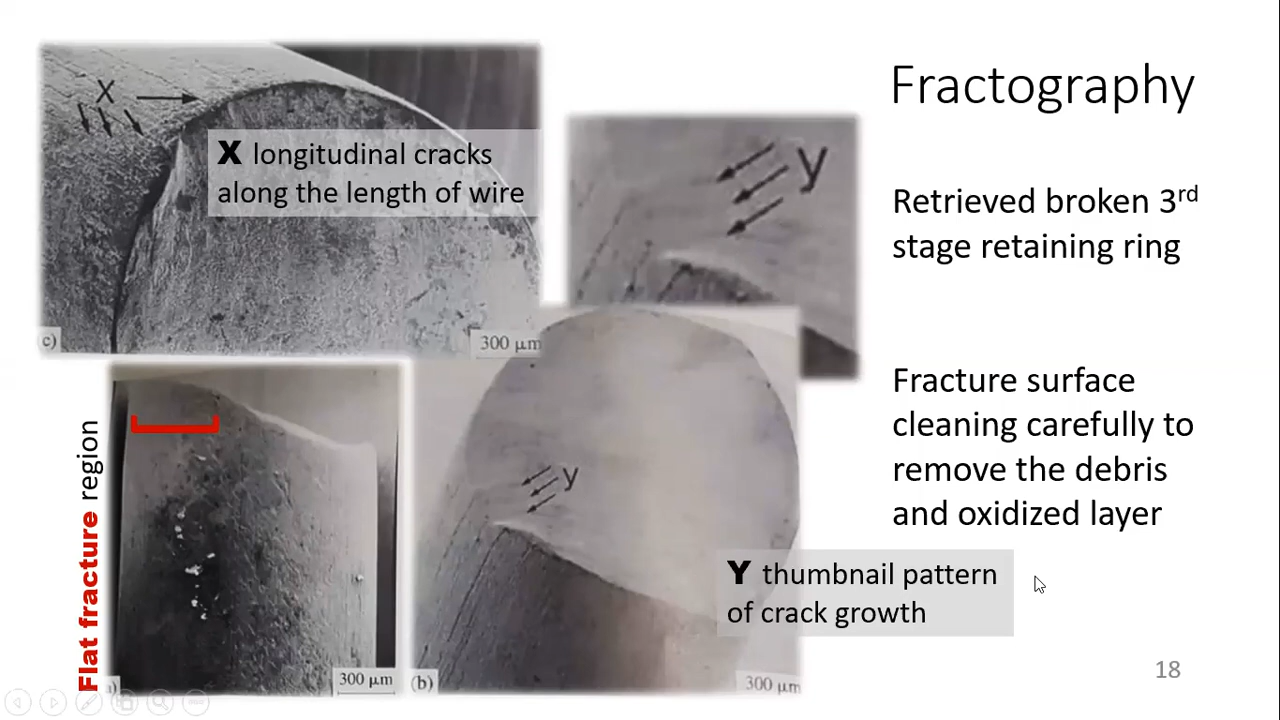 Fractography
X
X longitudinal cracks
along the length of wire
c)
300 µm
y
Retrieved broken 3rd
stage retaining ring
Fracture surface
cleaning carefully to
remove the debris
and oxidized layer
Flat fracture region
300 µm
y
Y thumbnail pattern
of crack growth
(b)
300 µm
18